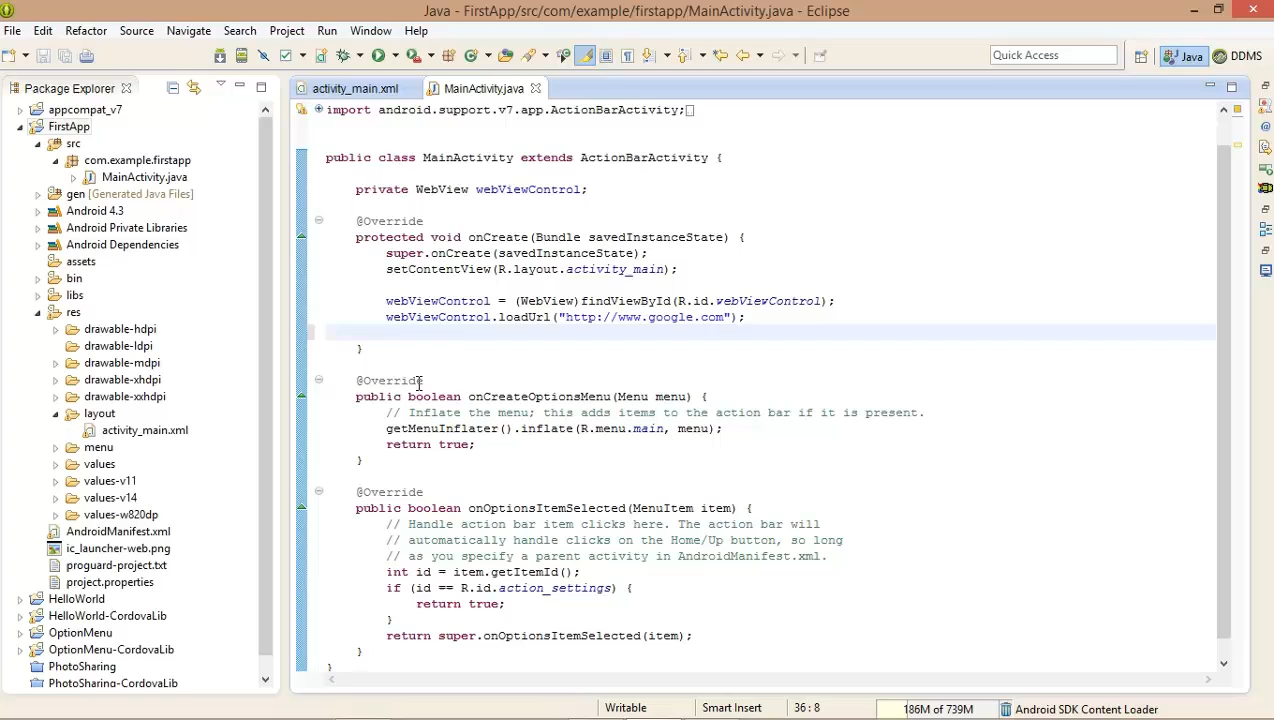 Java - FirstApp/src/com/example/firstapp/MainActivity.java - Eclipse
File Edit Refactor Source Navigate Search Project Run Window Help
Quick Access Java DDMS
Package Explorer
activity_main.xml MainActivity.java
appcompat_v7
FirstApp
src
com.example.firstapp
MainActivity.java
gen [Generated Java Files]
Android 4.3
Android Private Libraries
Android Dependencies
assets
bin
libs
res
drawable-hdpi
drawable-ldpi
drawable-mdpi
drawable-xhdpi
drawable-xxhdpi
layout
activity_main.xml
menu
values
values-v11
values-v14
values-w820dp
AndroidManifest.xml
ic_launcher-web.png
proguard-project.txt
project.properties
HelloWorld
HelloWorld-CordovaLib
OptionMenu
OptionMenu-CordovaLib
PhotoSharing
PhotoSharing-CordovaLib
import android.support.v7.app.ActionBarActivity;
public class MainActivity extends ActionBarActivity {
private WebView webViewControl;
@Override
protected void onCreate(Bundle savedInstanceState) {
super.onCreate(savedInstanceState);
setContentView(R.layout.activity_main);
webViewControl = (WebView)findViewById(R.id.webViewControl);
webViewControl.loadUrl("http://www.google.com");
}
@Override
public boolean onCreateOptionsMenu(Menu menu) {
// Inflate the menu; this adds items to the action bar if it is present.
getMenuInflater().inflate(R.menu.main, menu);
return true;
}
@Override
public boolean onOptionsItemSelected(MenuItem item) {
// Handle action bar item clicks here. The action bar will
// automatically handle clicks on the Home/Up button, so long
// as you specify a parent activity in AndroidManifest.xml.
int id = item.getItemId();
if (id == R.id.action_settings) {
return true;
}
return super.onOptionsItemSelected(item);
}
}
Writable Smart Insert 36 : 8 186M of 739M Android SDK Content Loader